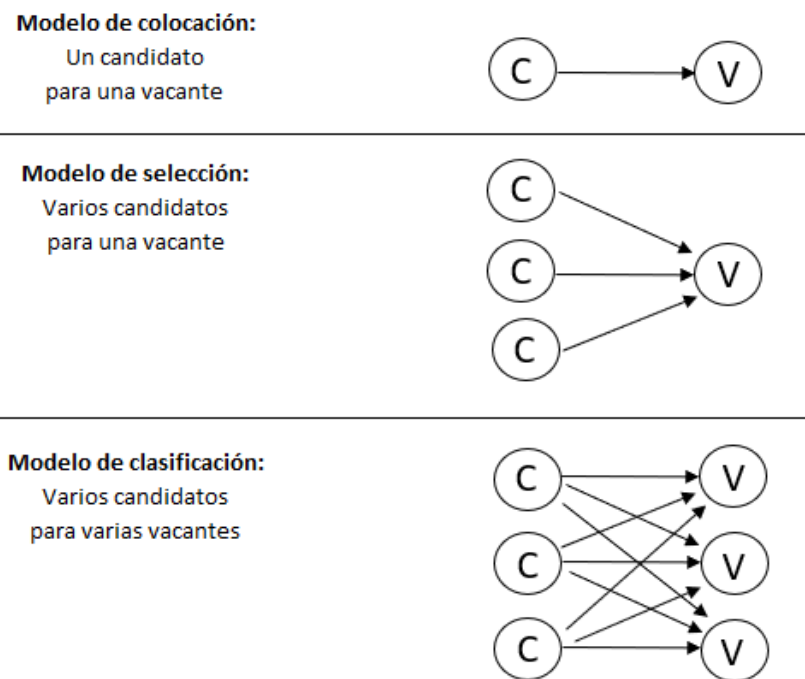 Modelo de colocación:
Un candidato
para una vacante
C
V
Modelo de selección:
Varios candidatos
para una vacante
C
C
C
V
Modelo de clasificación:
Varios candidatos
para varias vacantes
C
V
C
V
C
V